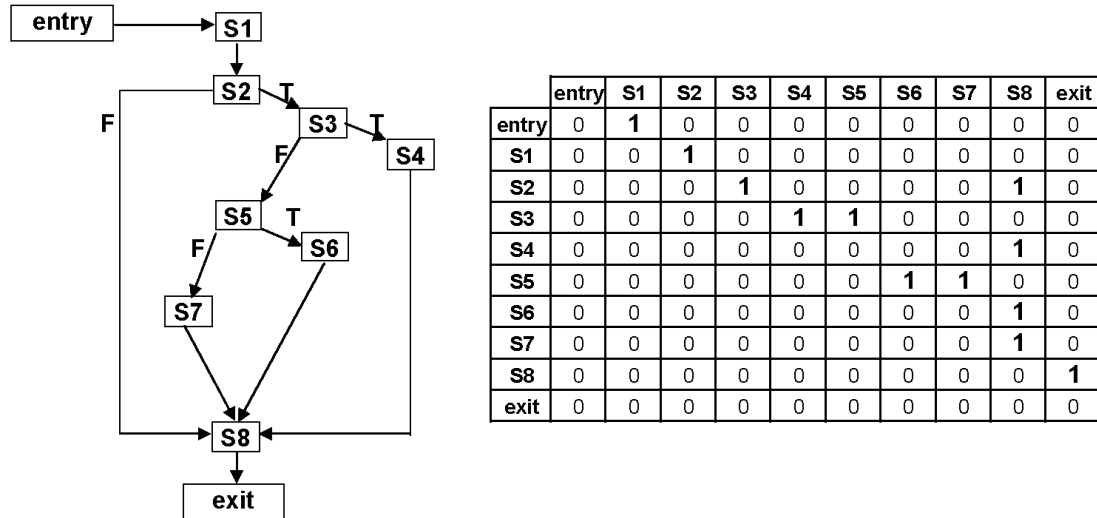 entry
S1
S2
T
F
S3
T
S4
F
S5
T
S6
F
S7
S8
exit
entry S1 S2 S3 S4 S5 S6 S7 S8 exit
entry 0 1 0 0 0 0 0 0 0 0
S1 0 0 1 0 0 0 0 0 0 0
S2 0 0 0 1 0 0 0 0 1 0
S3 0 0 0 0 1 1 0 0 0 0
S4 0 0 0 0 0 0 0 0 1 0
S5 0 0 0 0 0 0 1 1 0 0
S6 0 0 0 0 0 0 0 0 1 0
S7 0 0 0 0 0 0 0 0 1 0
S8 0 0 0 0 0 0 0 0 0 1
exit 0 0 0 0 0 0 0 0 0 0